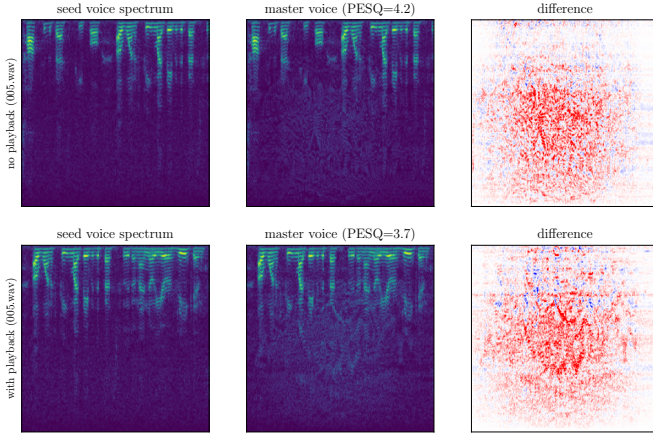 seed voice spectrum
master voice (PESQ=4.2)
difference
no playback (005.wav)
seed voice spectrum
master voice (PESQ=3.7)
difference
with playback (005.wav)